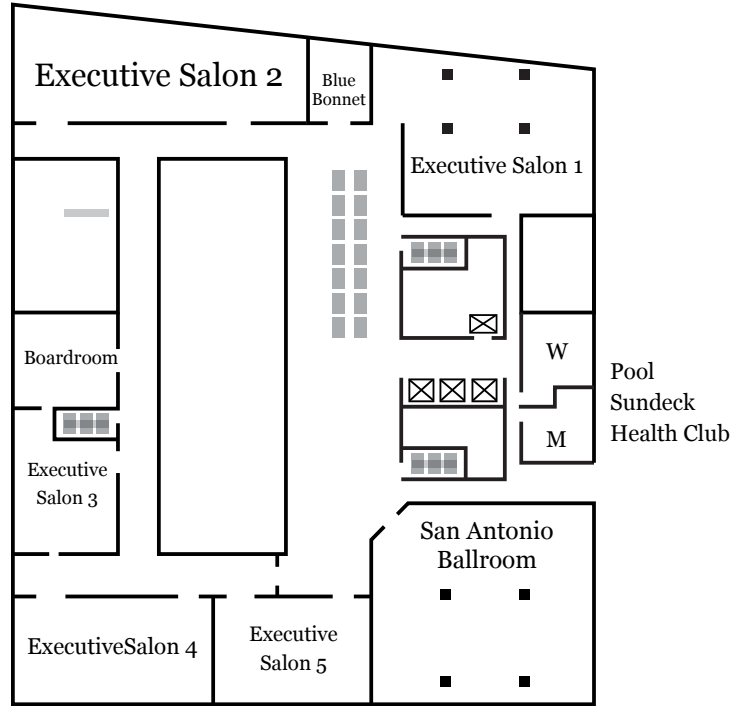 Executive Salon 2
Blue
Bonnet
Executive Salon 1
Boardroom
W
Pool
Sundeck
Health Club
M
Executive
Salon 3
San Antonio
Ballroom
ExecutiveSalon 4
Executive
Salon 5